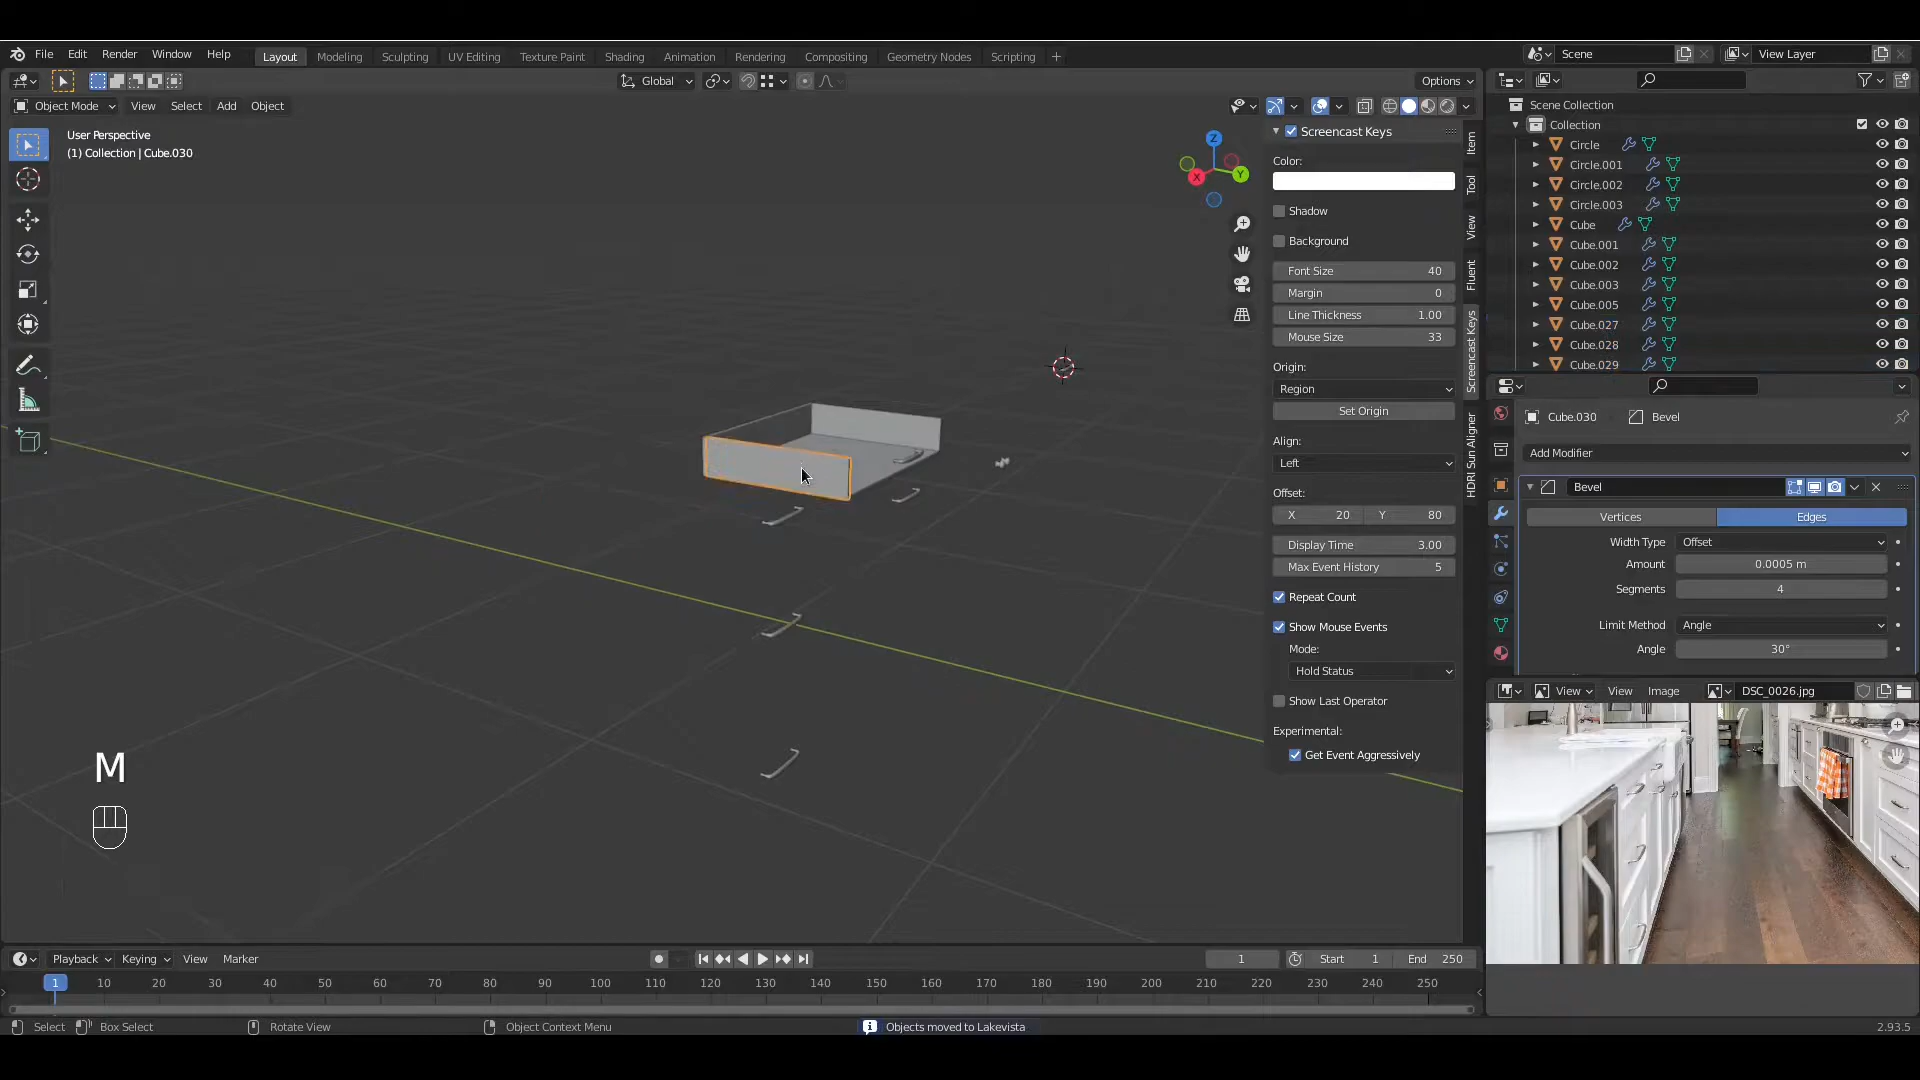 File Edit Render Window Help Layout Modeling Sculpting UV Editing Texture Paint Shading Animation Rendering Compositing Geometry Nodes Scripting + Scene View Layer
Global Options
Object Mode View Select Add Object
User Perspective
(1) Collection | Cube.030
Z
X Y
Screencast Keys
Color:
Shadow
Background
Font Size 40
Margin 0
Line Thickness 1.00
Mouse Size 33
Origin:
Region
Set Origin
Align:
Left
Offset:
X 20 Y 80
Display Time 3.00
Max Event History 5
Repeat Count
Show Mouse Events
Mode:
Hold Status
Show Last Operator
Experimental:
Get Event Aggressively
Item
Tool
View
Fluent
Screencast Keys
HDRI Sun Aligner
Scene Collection
Collection
Circle
Circle.001
Circle.002
Circle.003
Cube
Cube.001
Cube.002
Cube.003
Cube.005
Cube.027
Cube.028
Cube.029
Cube.030 Bevel
Add Modifier
Bevel
Vertices Edges
Width Type Offset
Amount 0.0005 m
Segments 4
Limit Method Angle
Angle 30°
View View Image DSC_0026.jpg
M
Playback Keying View Marker 1 Start 1 End 250
1 10 20 30 40 50 60 70 80 90 100 110 120 130 140 150 160 170 180 190 200 210 220 230 240 250
Select Box Select Rotate View Object Context Menu Objects moved to Lakevista 2.93.5